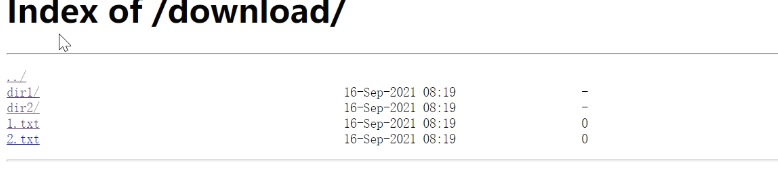 Index of /download/
../
dir1/ 16-Sep-2021 08:19 -
dir2/ 16-Sep-2021 08:19 -
1.txt 16-Sep-2021 08:19 0
2.txt 16-Sep-2021 08:19 0